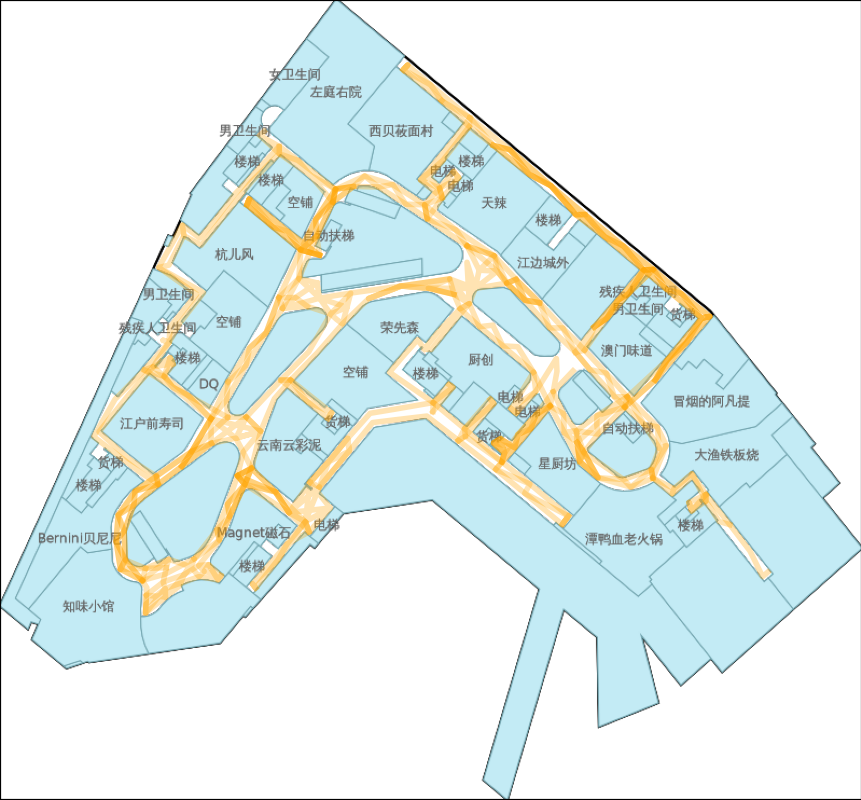 女卫生间
左庭右院
男卫生间
西贝莜面村
楼梯
楼梯
电梯
楼梯
电梯
空铺
天辣
楼梯
自动扶梯
杭儿风
江边城外
男卫生间
残疾人卫生间
男卫生间
货梯
空铺
残疾人卫生间
荣先森
澳门味道
楼梯
厨创
空铺
楼梯
DQ
电梯
电梯
冒烟的阿凡提
江户前寿司
货梯
自动扶梯
云南云彩泥
货梯
大渔铁板烧
货梯
星厨坊
楼梯
Bernini贝尼尼
Magnet磁石
电梯
楼梯
潭鸭血老火锅
楼梯
知味小馆